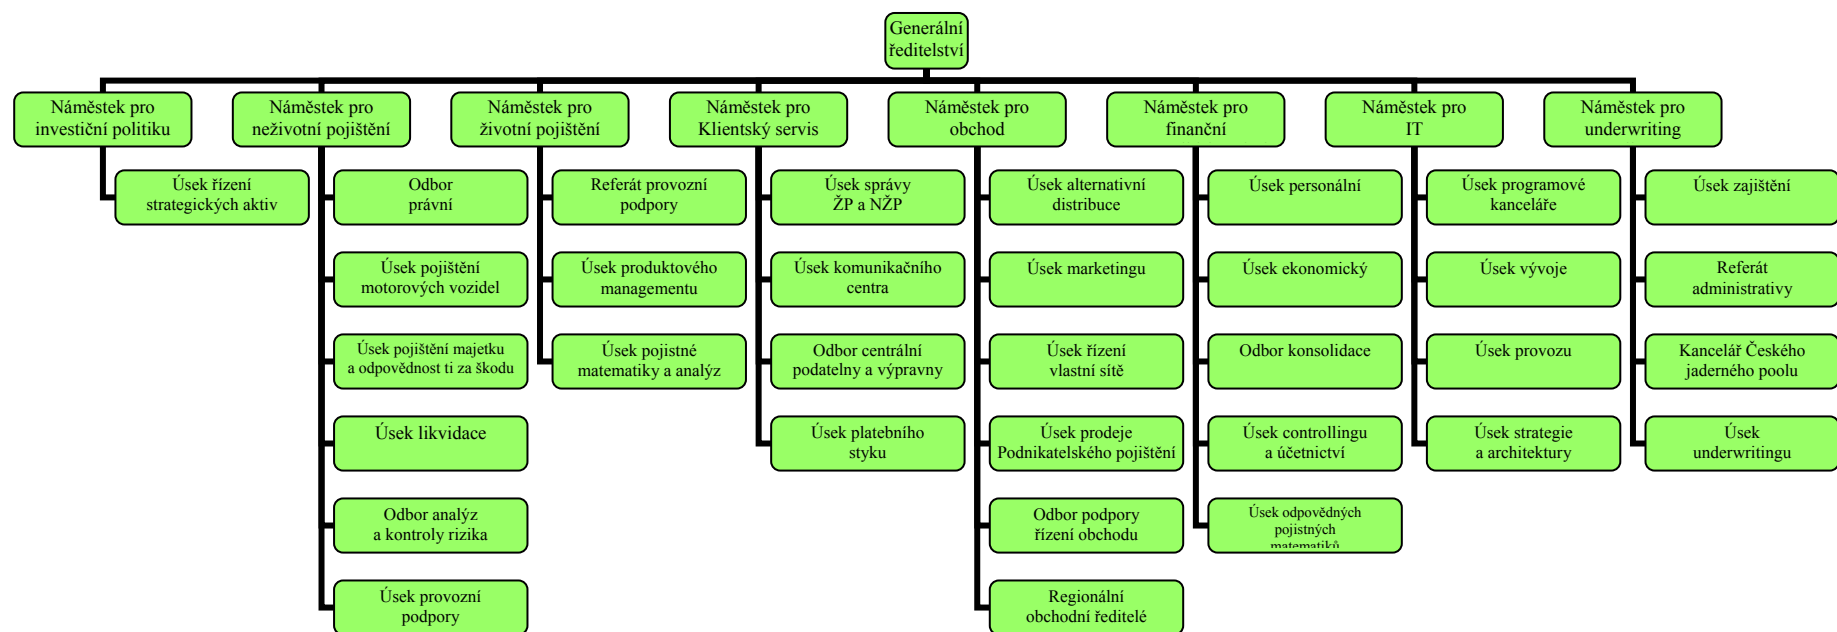 Generální
ředitelství
Náměstek pro
investiční politiku
Náměstek pro
neživotní pojištění
Náměstek pro
životní pojištění
Náměstek pro
Klientský servis
Náměstek pro
obchod
Náměstek pro
finanční
Náměstek pro
IT
Náměstek pro
underwriting
Úsek řízení
strategických aktiv
Odbor
právní
Úsek pojištění
motorových vozidel
Úsek pojištění majetku
a odpovědnost ti za škodu
Úsek likvidace
Odbor analýz
a kontroly rizika
Úsek provozní
podpory
Referát provozní
podpory
Úsek produktového
managementu
Úsek pojistné
matematiky a analýz
Úsek správy
ŽP a NŽP
Úsek komunikačního
centra
Odbor centrální
podatelny a výpravny
Úsek platebního
styku
Úsek alternativní
distribuce
Úsek marketingu
Úsek řízení
vlastní sítě
Úsek prodeje
Podnikatelského pojištění
Odbor podpory
řízení obchodu
Regionální
obchodní ředitelé
Úsek personální
Úsek ekonomický
Odbor konsolidace
Úsek controllingu
a účetnictví
Úsek odpovědných
pojistných
matematiků
Úsek programové
kanceláře
Úsek vývoje
Úsek provozu
Úsek strategie
a architektury
Úsek zajištění
Referát
administrativy
Kancelář Českého
jaderného poolu
Úsek
underwritingu